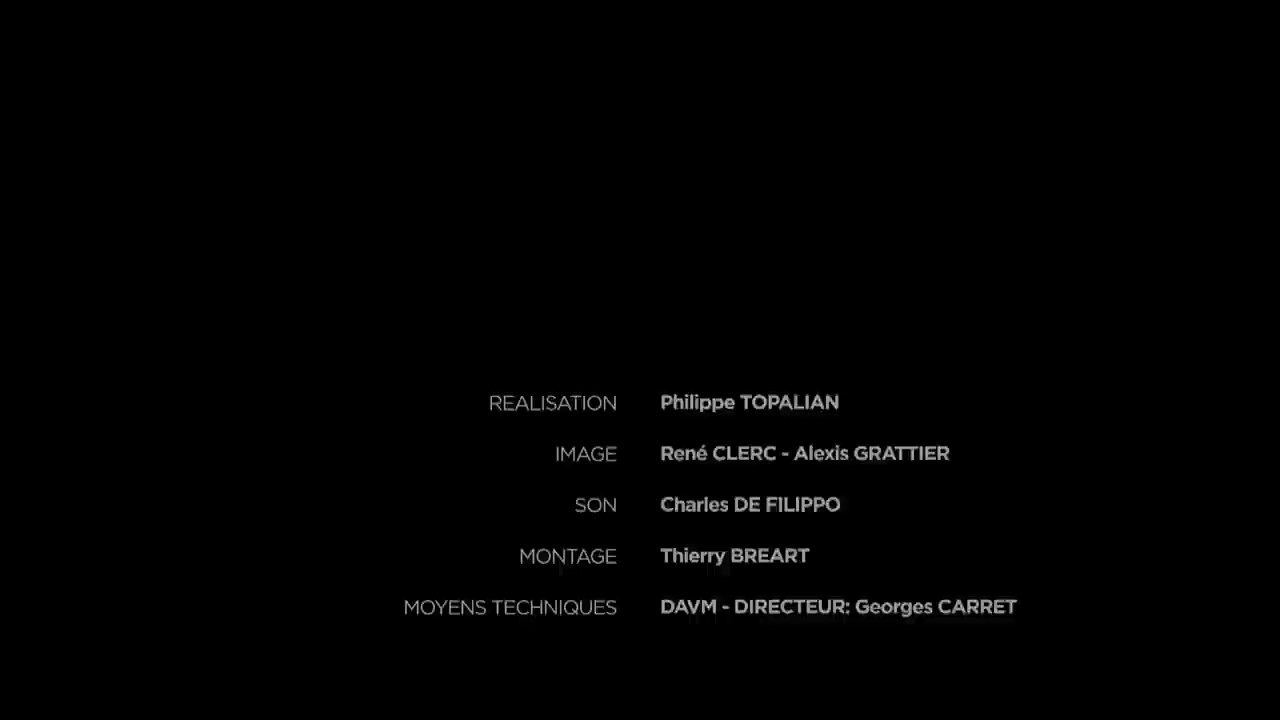 REALISATION Philippe TOPALIAN
IMAGE René CLERC - Alexis GRATTIER
SON Charles DE FILIPPO
MONTAGE Thierry BREART
MOYENS TECHNIQUES DAVM - DIRECTEUR: Georges CARRET